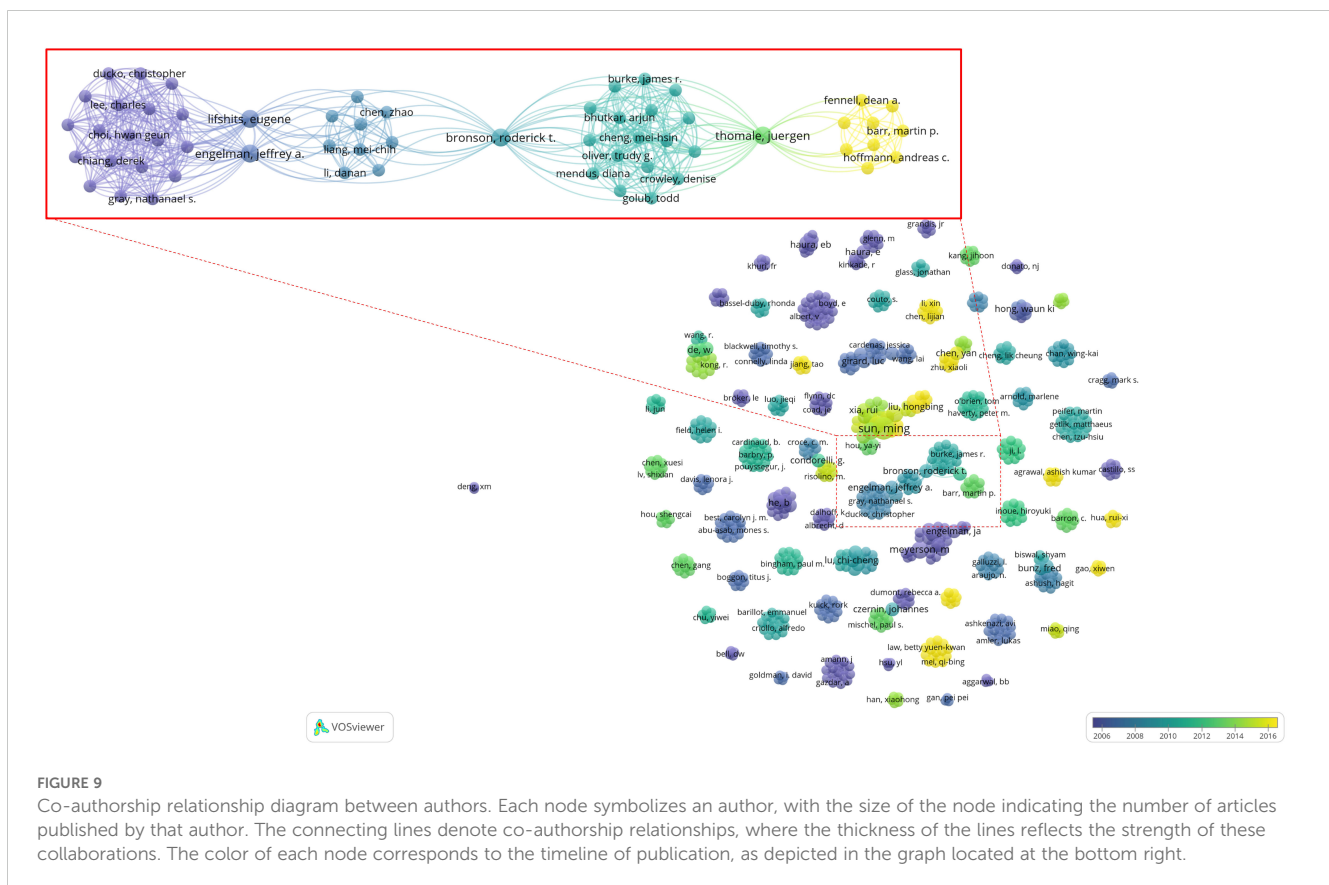 ducko, christopher
burke, james r.
fennell, dean a.
lee, charles
chen, zhao
lifshits, eugene
bhutkar, arjun
barr, martin p.
choi, hwan geun
bronson, roderick t.
cheng, mei-hsin
thomale, juergen
liang, mei-chih
chiang, derek
engelman, jeffrey a.
oliver, trudy g.
hoffmann, andreas c.
li, danan
mendus, diana
crowley, denise
gray, nathanael s.
golub, todd
grandis, jr
haura, eb
glenn, m
haura, e
kang, jihoon
khuri, fr
kinkade, r
glass, jonathan
donato, nj
bassel-duby, rhonda
boyd, e
couto, s.
li, xin
hong, waun ki
albert, v
chen, lijian
wang, r.
de, w.
kong, r.
blackwell, timothy s.
connelly, linda
jiang, tao
cardenas, jessica
girard, luc
wang, lai
chen, yan
zhu, xiaoli
cheng, lik cheung
chan, wing-kai
cragg, mark s.
li, jun
broker, le
luo, jieqi
flynn, dc
coad, je
xia, rui
liu, hongbing
o'brien, tom
haverty, peter m.
arnold, marlene
peifer, martin
getlik, matthaeus
chen, tzu-hsiu
sun, ming
field, helen i.
cardinaud, b.
barbry, p.
pouyssegur, j.
croce, c. m.
condorelli, g.
risolino, m.
hou, ya-yi
burke, james r.
bronson, roderick t.
ji, l.
chen, xuesi
lv, shixian
davis, lenora j.
engelman, jeffrey a.
gray, nathanael s.
ducko, christopher
barr, martin p.
agrawal, ashish kumar
castillo, ss
deng, xm
hou, shengcai
best, carolyn j. m.
abu-asab, mones s.
he, b
dalhoff, k
albrecht, d
inoue, hiroyuki
barron, c.
hua, rui-xi
engelman, ja
meyerson, m
chen, gang
boggon, titus j.
bingham, paul m.
lu, chi-cheng
galluzzi, l.
araujo, n.
biswal, shyam
bunz, fred
ashush, hagit
gao, xiwen
chu, yiwei
barillot, emmanuel
criollo, alfredo
kuick, rork
dumont, rebecca a.
czernin, johannes
mischel, paul s.
ashkenazi, avi
amler, lukas
miao, qing
bell, dw
goldman, i. david
amann, j
gazdar, a
hsu, yl
law, betty yuen-kwan
mei, qi-bing
aggarwal, bb
han, xiaohong
gan, pei pei
VOSviewer
2006 2008 2010 2012 2014 2016
FIGURE 9
Co-authorship relationship diagram between authors. Each node symbolizes an author, with the size of the node indicating the number of articles
published by that author. The connecting lines denote co-authorship relationships, where the thickness of the lines reflects the strength of these
collaborations. The color of each node corresponds to the timeline of publication, as depicted in the graph located at the bottom right.